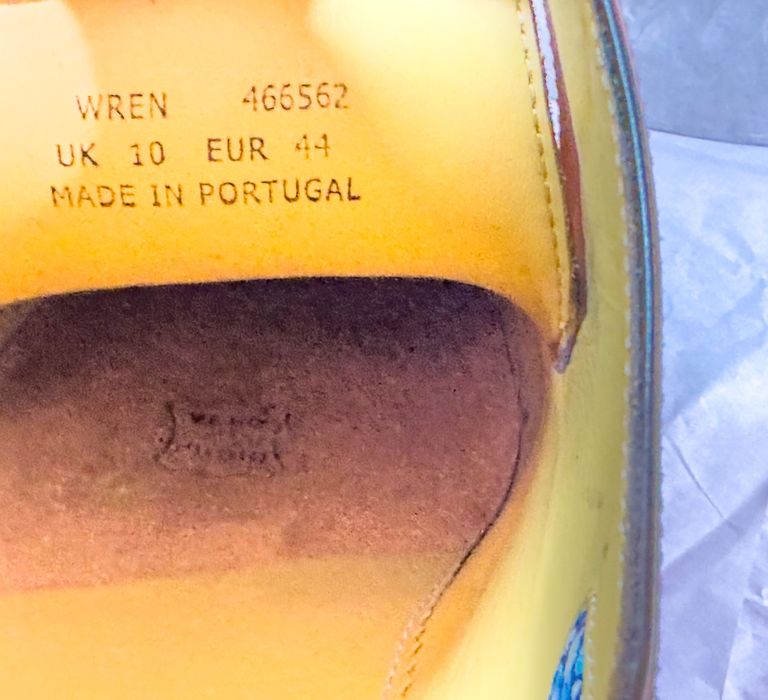 WREN 466562
UK 10 EUR 44
MADE IN PORTUGAL